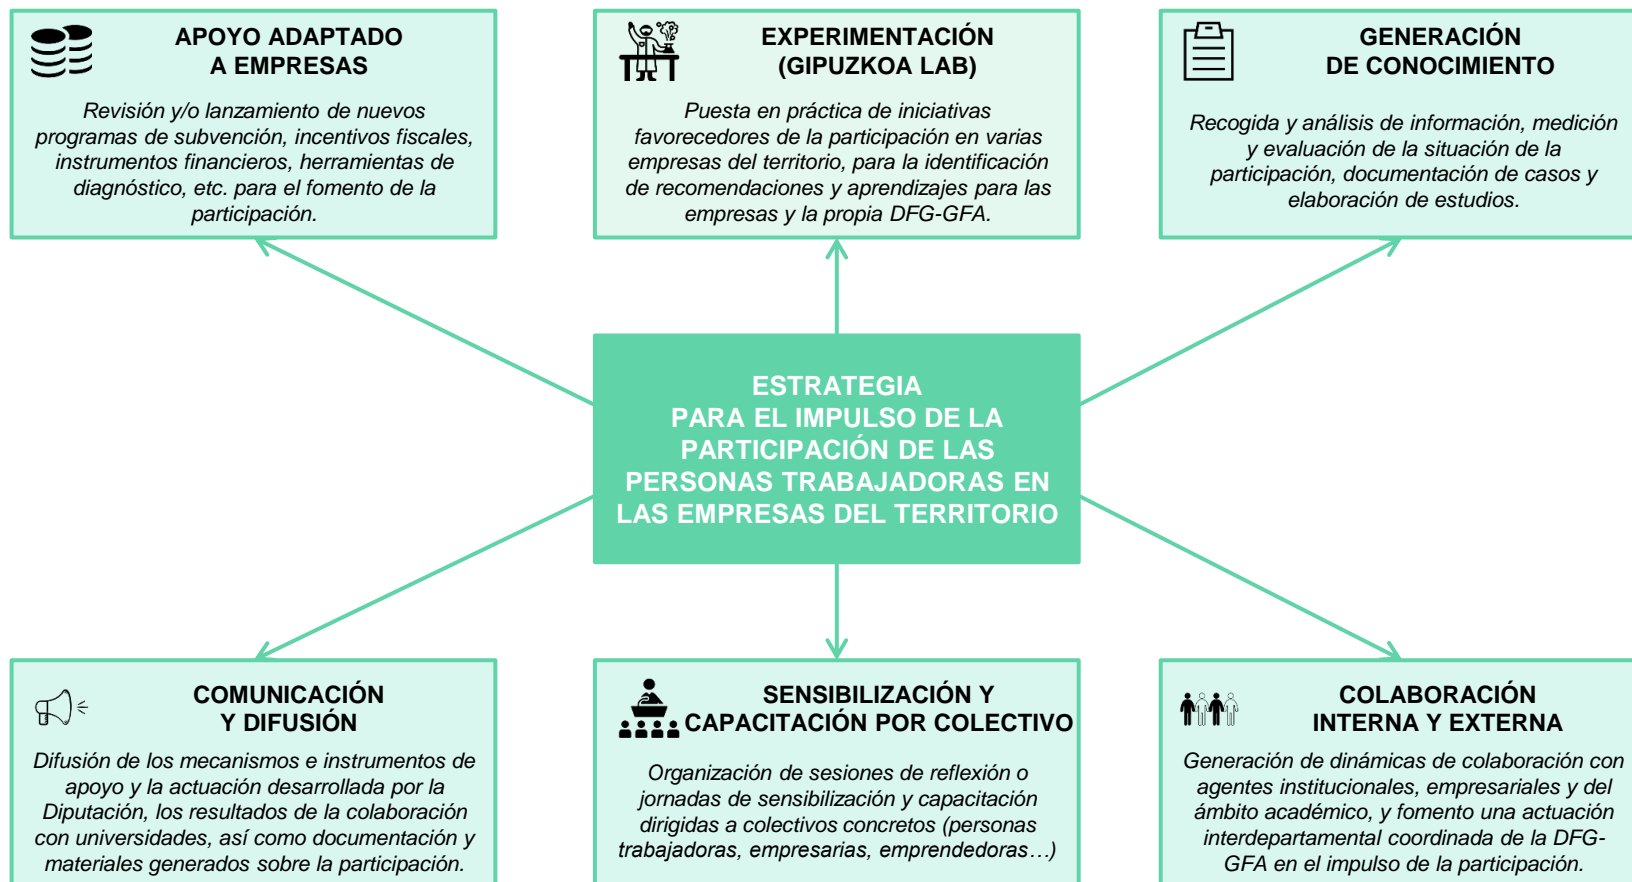 APOYO ADAPTADO
A EMPRESAS
Revisión y/o lanzamiento de nuevos
programas de subvención, incentivos fiscales,
instrumentos financieros, herramientas de
diagnóstico, etc. para el fomento de la
participación.
EXPERIMENTACIÓN
(GIPUZKOA LAB)
Puesta en práctica de iniciativas
favorecedores de la participación en varias
empresas del territorio, para la identificación
de recomendaciones y aprendizajes para las
empresas y la propia DFG-GFA.
GENERACIÓN
DE CONOCIMIENTO
Recogida y análisis de información, medición
y evaluación de la situación de la
participación, documentación de casos y
elaboración de estudios.
ESTRATEGIA
PARA EL IMPULSO DE LA
PARTICIPACIÓN DE LAS
PERSONAS TRABAJADORAS EN
LAS EMPRESAS DEL TERRITORIO
COMUNICACIÓN
Y DIFUSIÓN
Difusión de los mecanismos e instrumentos de
apoyo y la actuación desarrollada por la
Diputación, los resultados de la colaboración
con universidades, así como documentación y
materiales generados sobre la participación.
SENSIBILIZACIÓN Y
CAPACITACIÓN POR COLECTIVO
Organización de sesiones de reflexión o
jornadas de sensibilización y capacitación
dirigidas a colectivos concretos (personas
trabajadoras, empresarias, emprendedoras…)
COLABORACIÓN
INTERNA Y EXTERNA
Generación de dinámicas de colaboración con
agentes institucionales, empresariales y del
ámbito académico, y fomento una actuación
interdepartamental coordinada de la DFG-
GFA en el impulso de la participación.